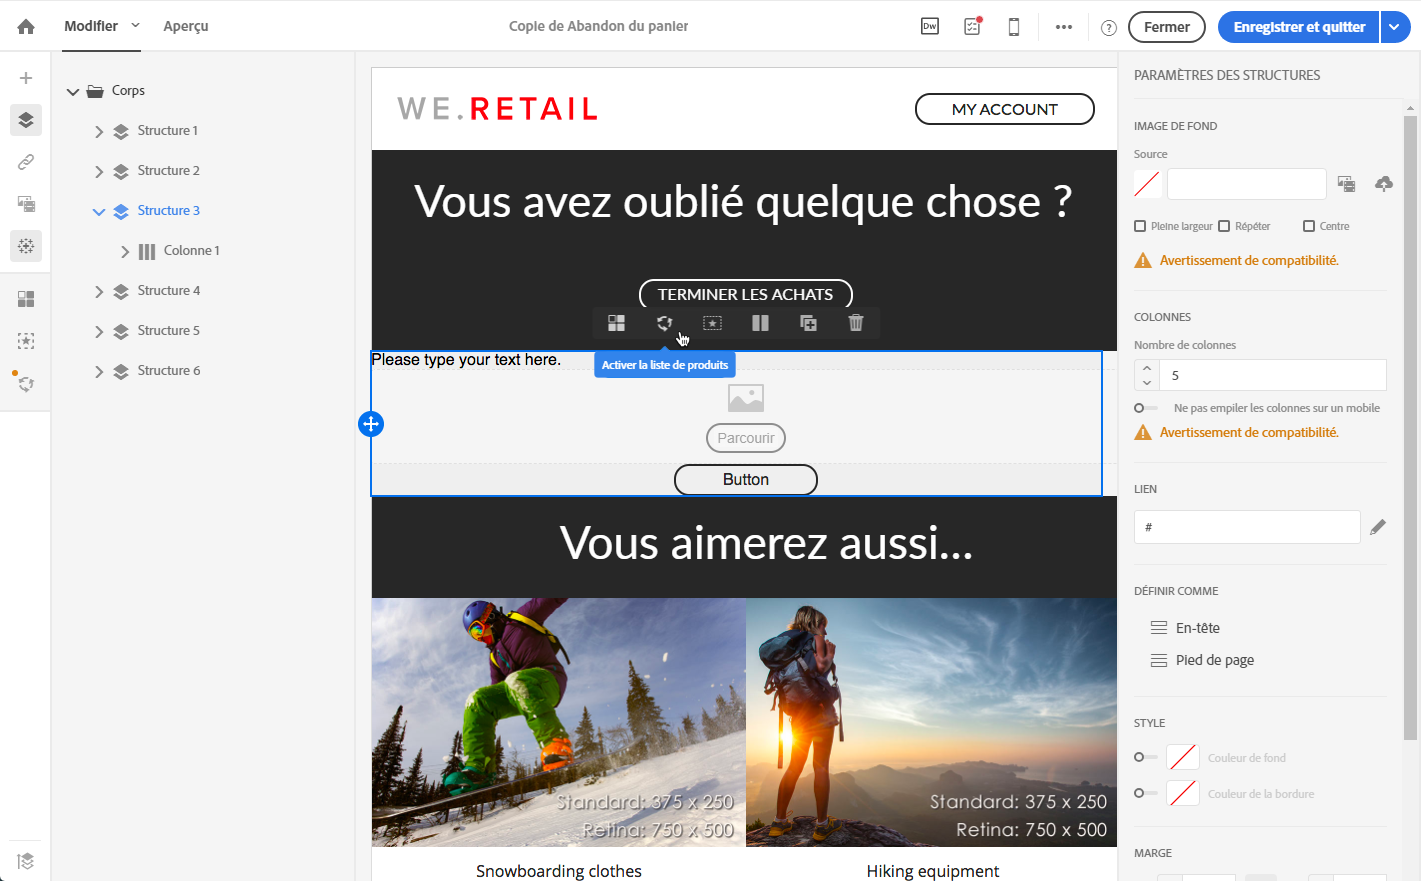 Modifier
Aperçu
Copie de Abandon du panier
Dw
?
Fermer
Enregistrer et quitter
Corps
Structure 1
Structure 2
Structure 3
Colonne 1
Structure 4
Structure 5
Structure 6
WE.RETAIL
MY ACCOUNT
Vous avez oublié quelque chose ?
TERMINER LES ACHATS
Activer la liste de produits
Please type your text here.
Parcourir
Button
Vous aimerez aussi...
Standard: 375 x 250
Retina: 750 x 500
Standard: 375 x 250
Retina: 750 x 500
Snowboarding clothes
Hiking equipment
PARAMÈTRES DES STRUCTURES
IMAGE DE FOND
Source
Pleine largeur
Répéter
Centre
Avertissement de compatibilité.
COLONNES
Nombre de colonnes
5
Ne pas empiler les colonnes sur un mobile
Avertissement de compatibilité.
LIEN
#
DÉFINIR COMME
En-tête
Pied de page
STYLE
Couleur de fond
Couleur de la bordure
MARGE